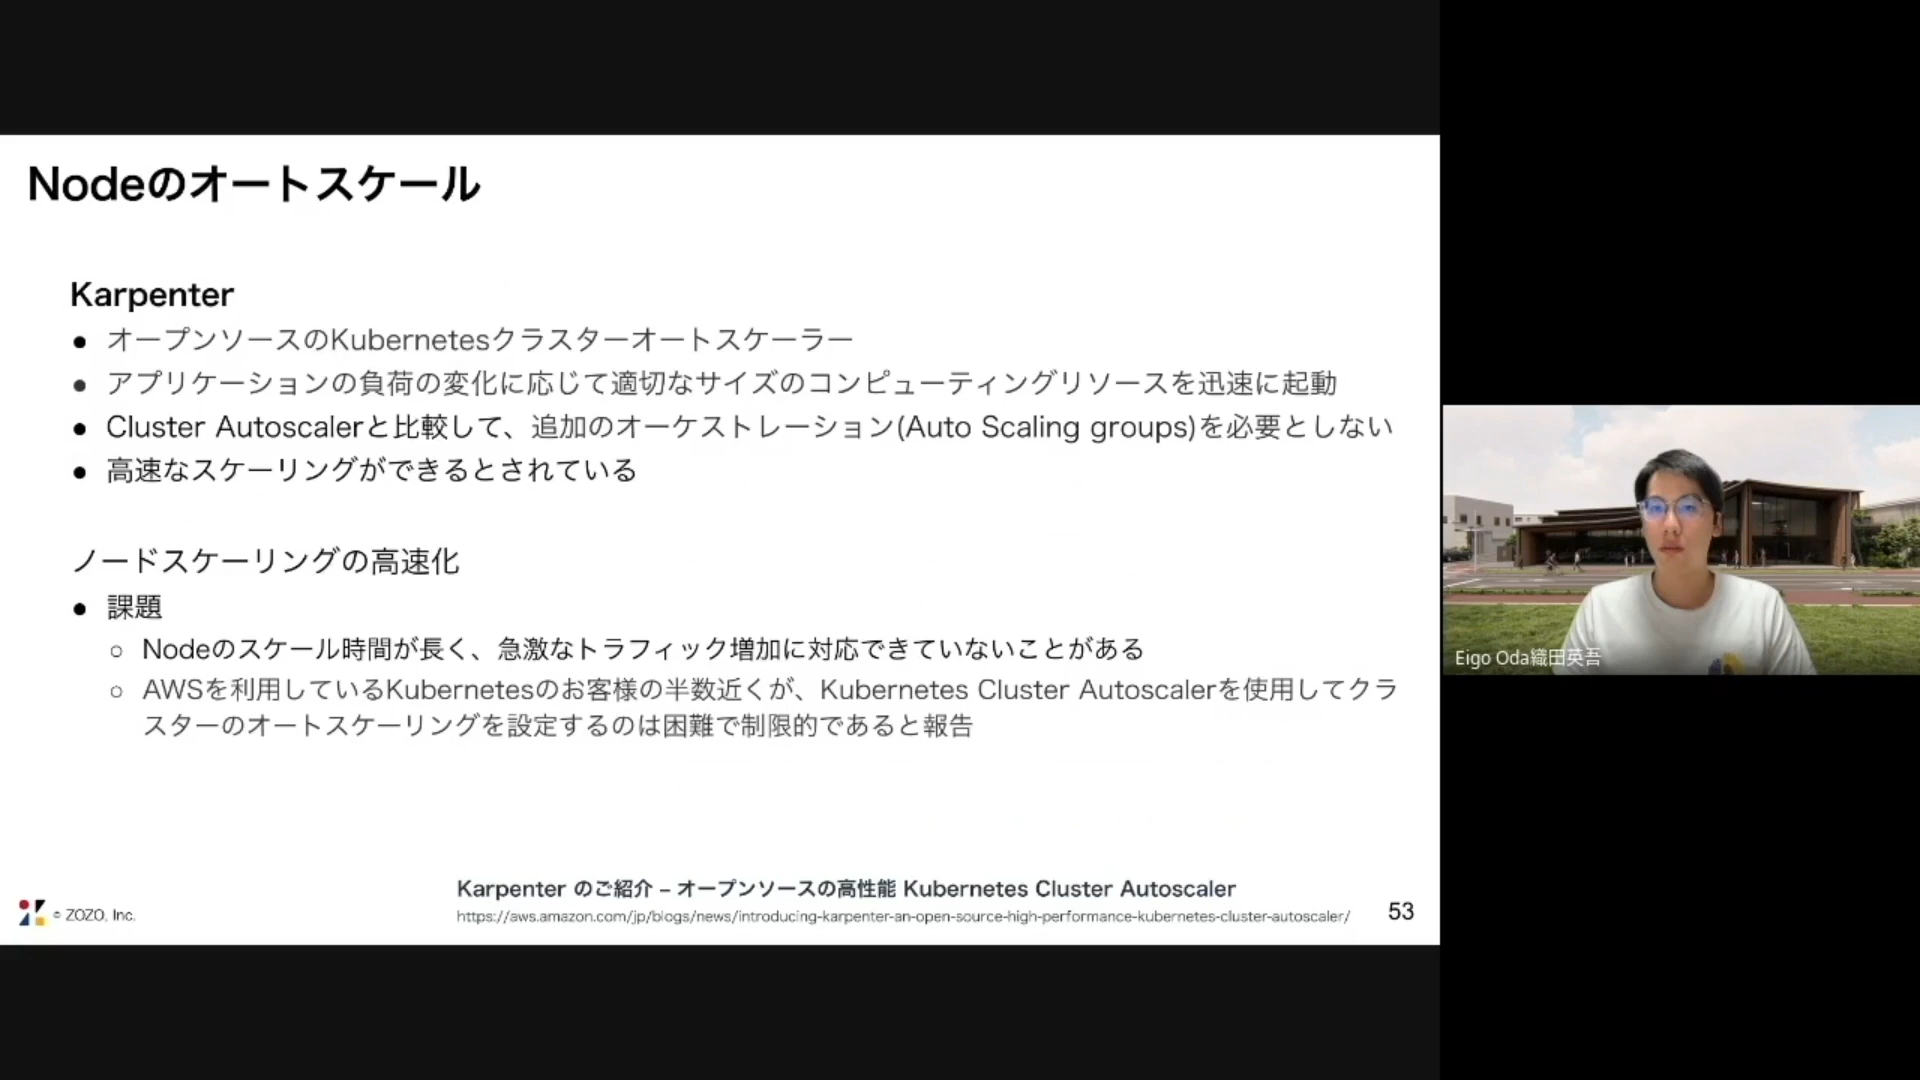 Nodeのオートスケール
Karpenter
● オープンソースのKubernetesクラスターオートスケーラー
● アプリケーションの負荷の変化に応じて適切なサイズのコンピューティングリソースを迅速に起動
● Cluster Autoscalerと比較して、追加のオーケストレーション(Auto Scaling groups)を必要としない
● 高速なスケーリングができるとされている
ノードスケーリングの高速化
● 課題
○ Nodeのスケール時間が長く、急激なトラフィック増加に対応できていないことがある
○ AWSを利用しているKubernetesのお客様の半数近くが、Kubernetes Cluster Autoscalerを使用してクラ
スターのオートスケーリングを設定するのは困難で制限的であると報告
Karpenter のご紹介 – オープンソースの高性能 Kubernetes Cluster Autoscaler
https://aws.amazon.com/jp/blogs/news/introducing-karpenter-an-open-source-high-performance-kubernetes-cluster-autoscaler/
© ZOZO, Inc.
53
Eigo Oda織田英吾